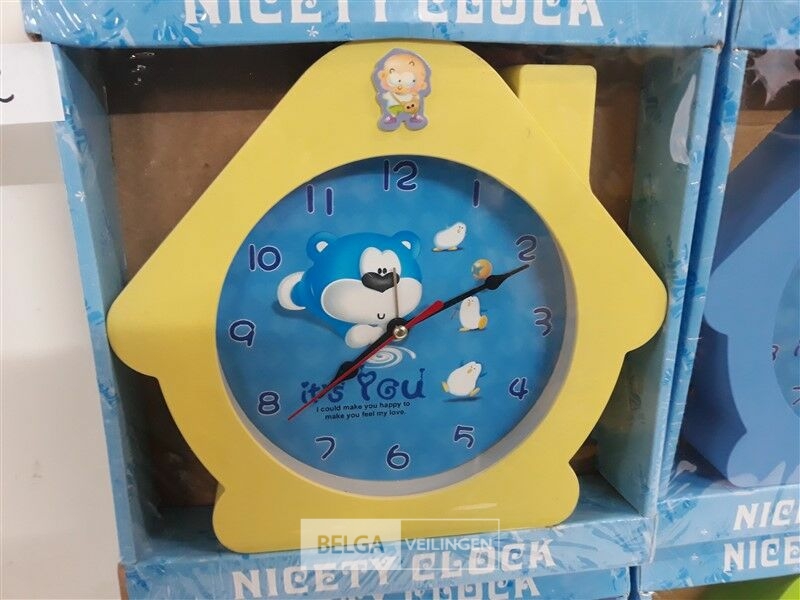 NICETY CLOCK
12
11
1
10
2
9
3
8
4
7
5
6
it's You
I could make you happy to
make you feel my love.
BELGA VEILINGEN
NICETY CLOCK
NIC
NICE